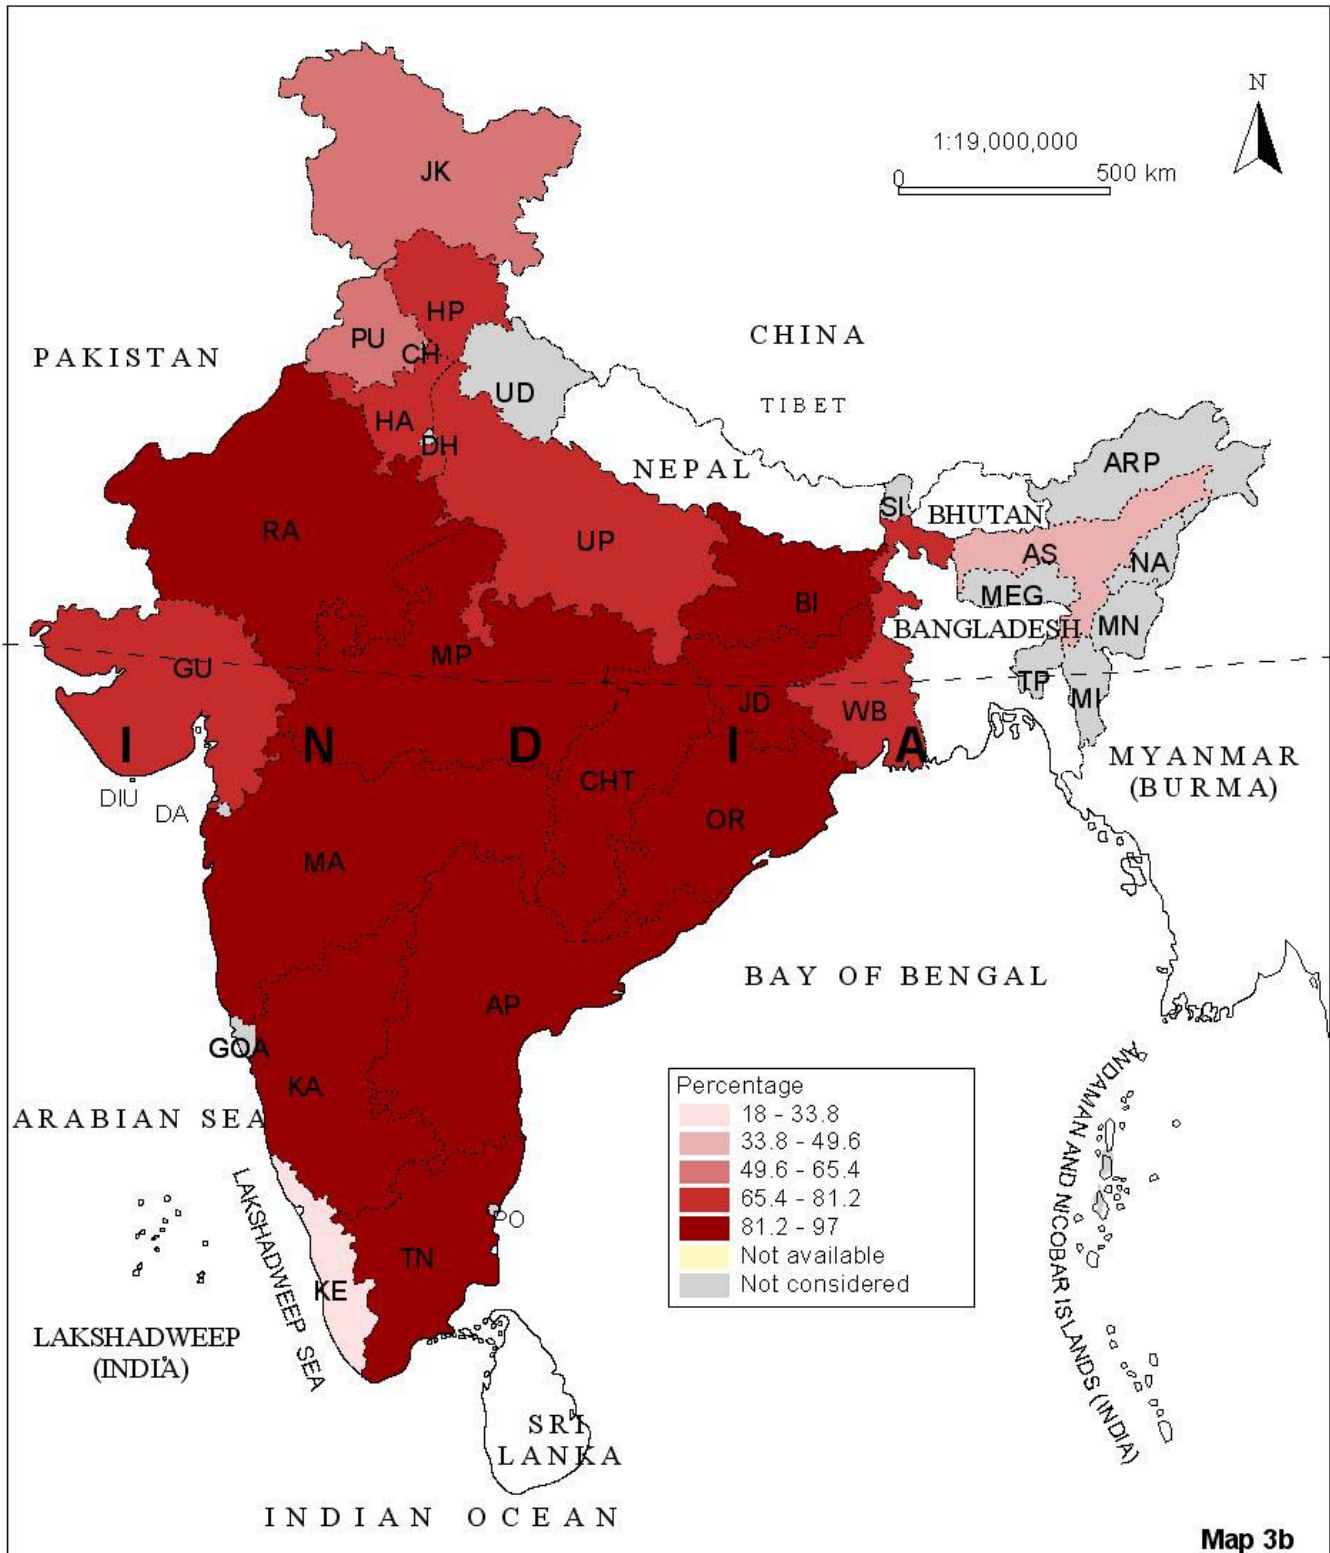 N
1:19,000,000
0 500 km
JK
HP
PU
CH
CHINA
PAKISTAN
UD
TIBET
HA
DH
NEPAL
ARP
SI
BHUTAN
RA
UP
AS
NA
MEG
BI
BANGLADESH
MN
MP
GU
TP
MI
JD
WB
I N D I A
MYANMAR
(BURMA)
CHT
DIU
DA
OR
MA
BAY OF BENGAL
AP
GOA
KA
ARABIAN SEA
Percentage
18 - 33.8
33.8 - 49.6
49.6 - 65.4
65.4 - 81.2
81.2 - 97
Not available
Not considered
ANDAMAN AND NICOBAR ISLANDS (INDIA)
LAKSHADWEEP SEA
PO
TN
KE
LAKSHADWEEP
(INDIA)
SRI
LANKA
INDIAN OCEAN
Map 3b